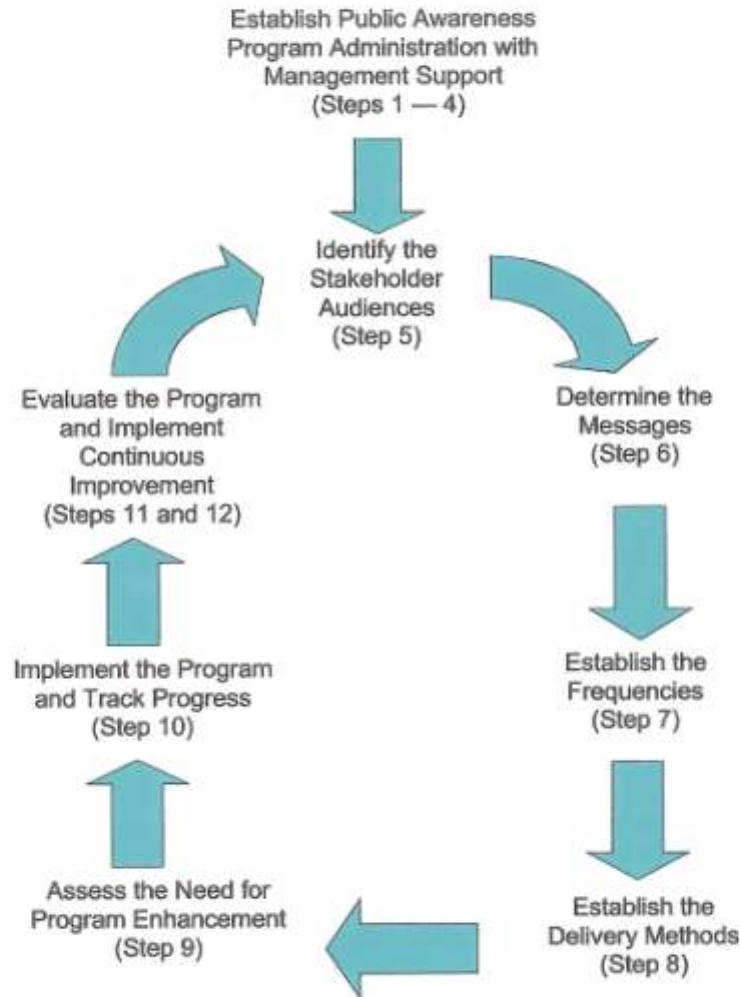 Establish Public Awareness
Program Administration with
Management Support
(Steps 1 — 4)
Identify the
Stakeholder
Audiences
(Step 5)
Determine the
Messages
(Step 6)
Establish the
Frequencies
(Step 7)
Establish the
Delivery Methods
(Step 8)
Assess the Need for
Program Enhancement
(Step 9)
Implement the Program
and Track Progress
(Step 10)
Evaluate the Program
and Implement
Continuous
Improvement
(Steps 11 and 12)